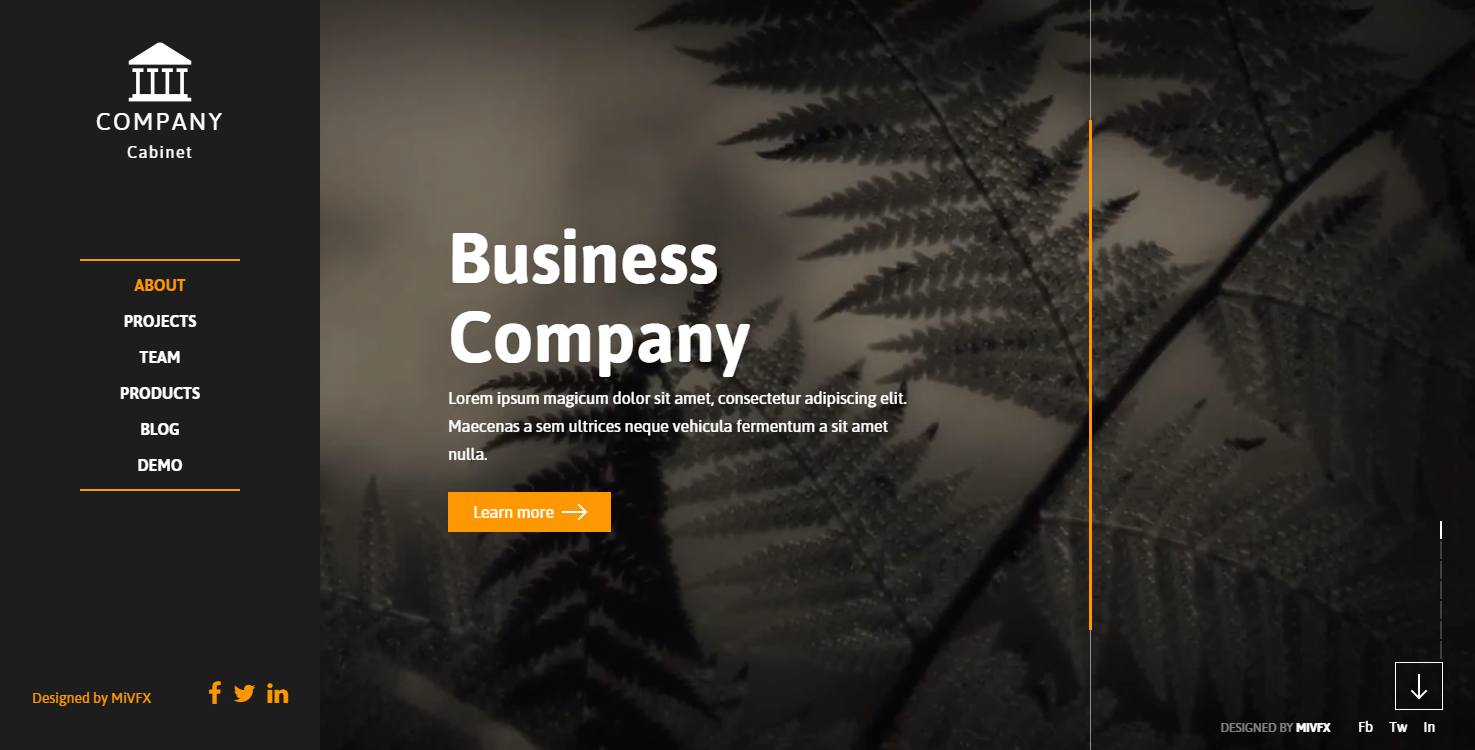 COMPANY
Cabinet
ABOUT
PROJECTS
TEAM
PRODUCTS
BLOG
DEMO
Designed by MiVFX
Business
Company
Lorem ipsum magicum dolor sit amet, consectetur adipiscing elit.
Maecenas a sem ultrices neque vehicula fermentum a sit amet
nulla.
Learn more
DESIGNED BY MIVFX Fb Tw In